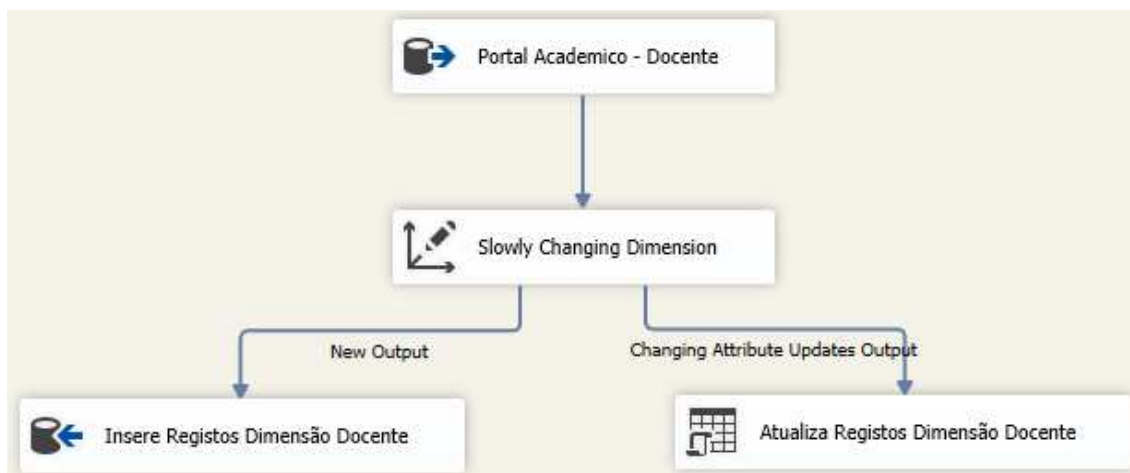 Portal Academico - Docente
Slowly Changing Dimension
New Output
Changing Attribute Updates Output
Insere Registos Dimensão Docente
Atualiza Registos Dimensão Docente